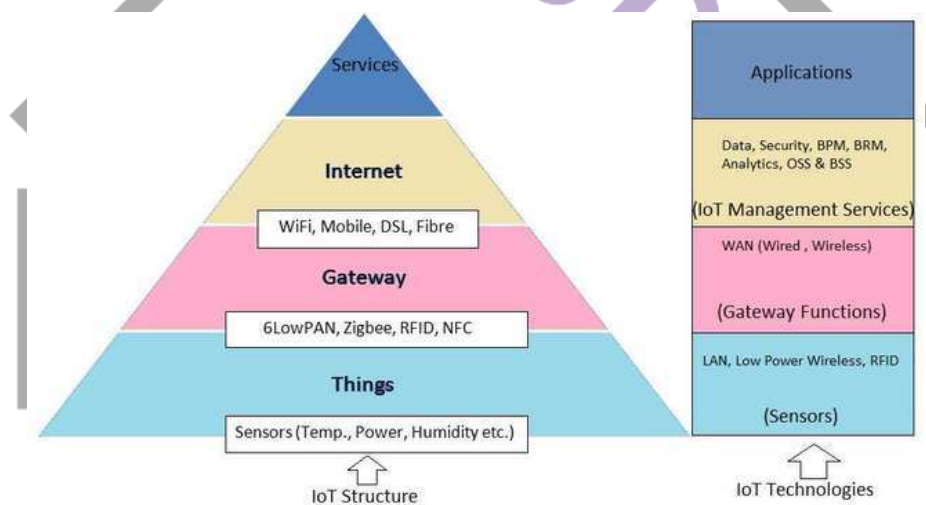 Services
Internet
WiFi, Mobile, DSL, Fibre
Gateway
6LowPAN, Zigbee, RFID, NFC
Things
Sensors (Temp., Power, Humidity etc.)
IoT Structure
Applications
Data, Security, BPM, BRM,
Analytics, OSS & BSS
(IoT Management Services)
WAN (Wired , Wireless)
(Gateway Functions)
LAN, Low Power Wireless, RFID
(Sensors)
IoT Technologies